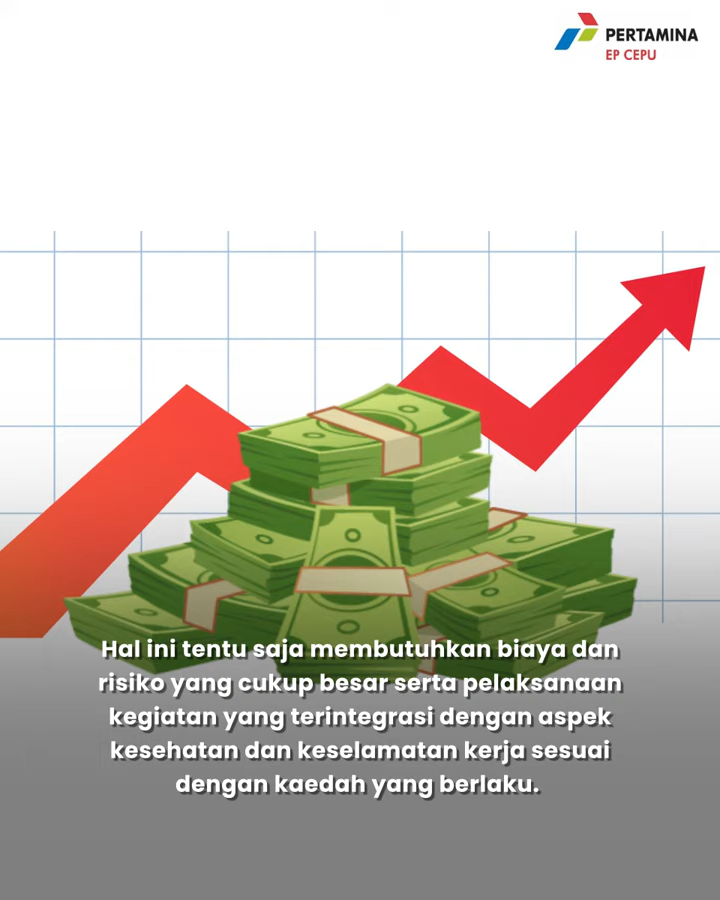 PERTAMINA
EP CEPU
Hal ini tentu saja membutuhkan biaya dan
risiko yang cukup besar serta pelaksanaan
kegiatan yang terintegrasi dengan aspek
kesehatan dan keselamatan kerja sesuai
dengan kaedah yang berlaku.